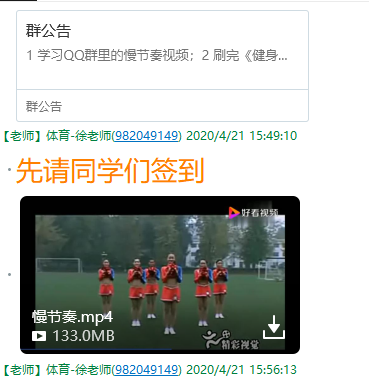 群公告
1 学习QQ群里的慢节奏视频；2 刷完《健身...
群公告
【老师】体育-徐老师(982049149) 2020/4/21 15:49:10
先请同学们签到
好看视频
慢节奏.mp4
133.0MB
精彩视觉
【老师】体育-徐老师(982049149) 2020/4/21 15:56:13